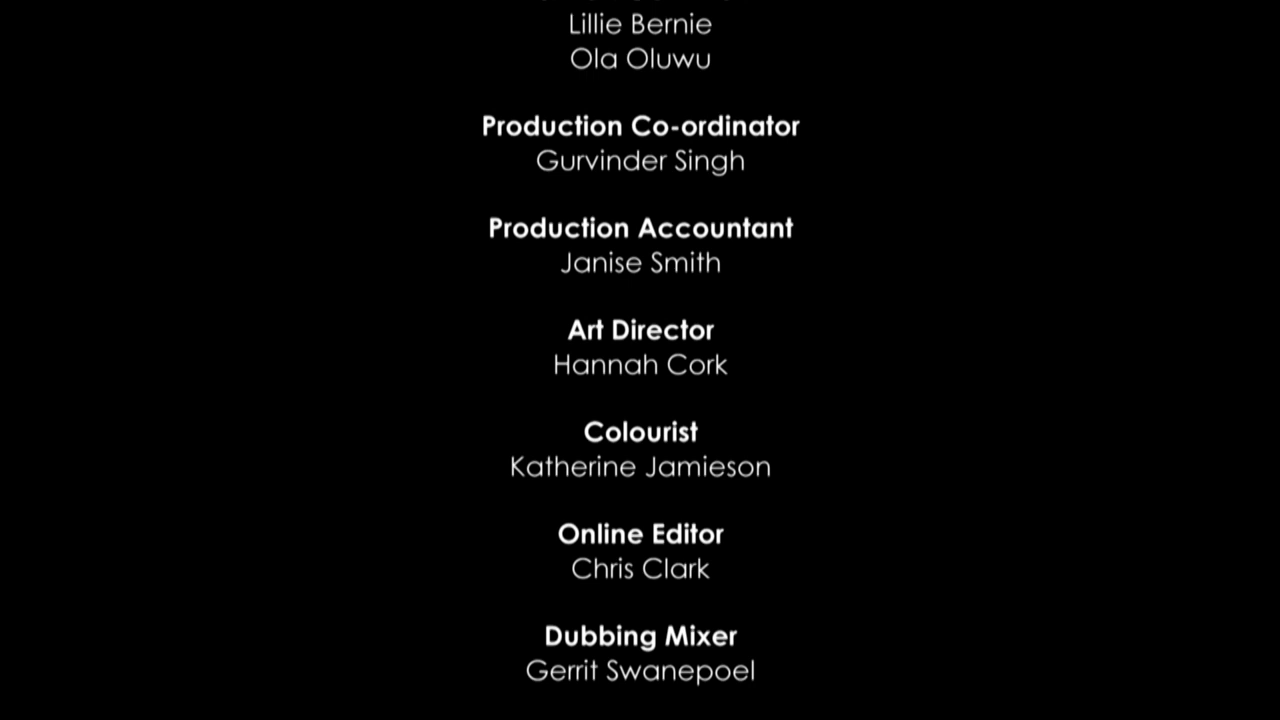 Lillie Bernie
Ola Oluwu
Production Co-ordinator
Gurvinder Singh
Production Accountant
Janise Smith
Art Director
Hannah Cork
Colourist
Katherine Jamieson
Online Editor
Chris Clark
Dubbing Mixer
Gerrit Swanepoel